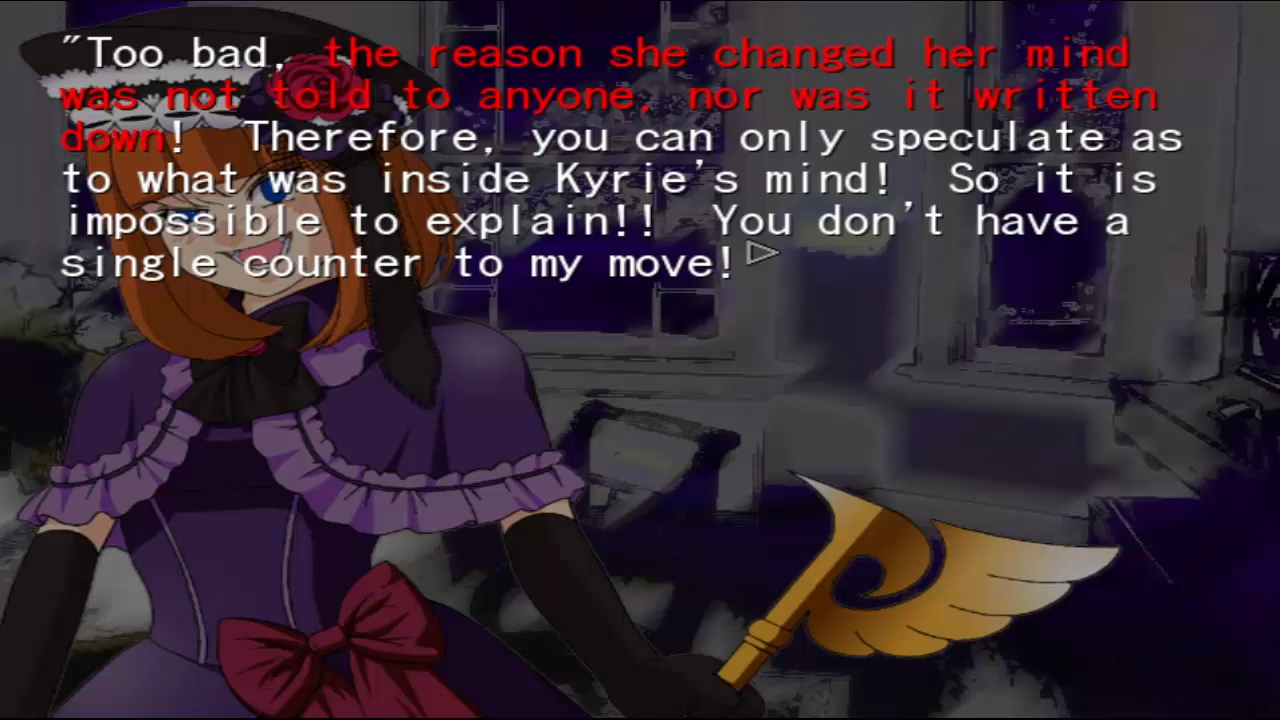 "Too bad, the reason she changed her mind
was not told to anyone, nor was it written
down!  Therefore, you can only speculate as
to what was inside Kyrie's mind!  So it is
impossible to explain!!  You don't have a
single counter to my move!